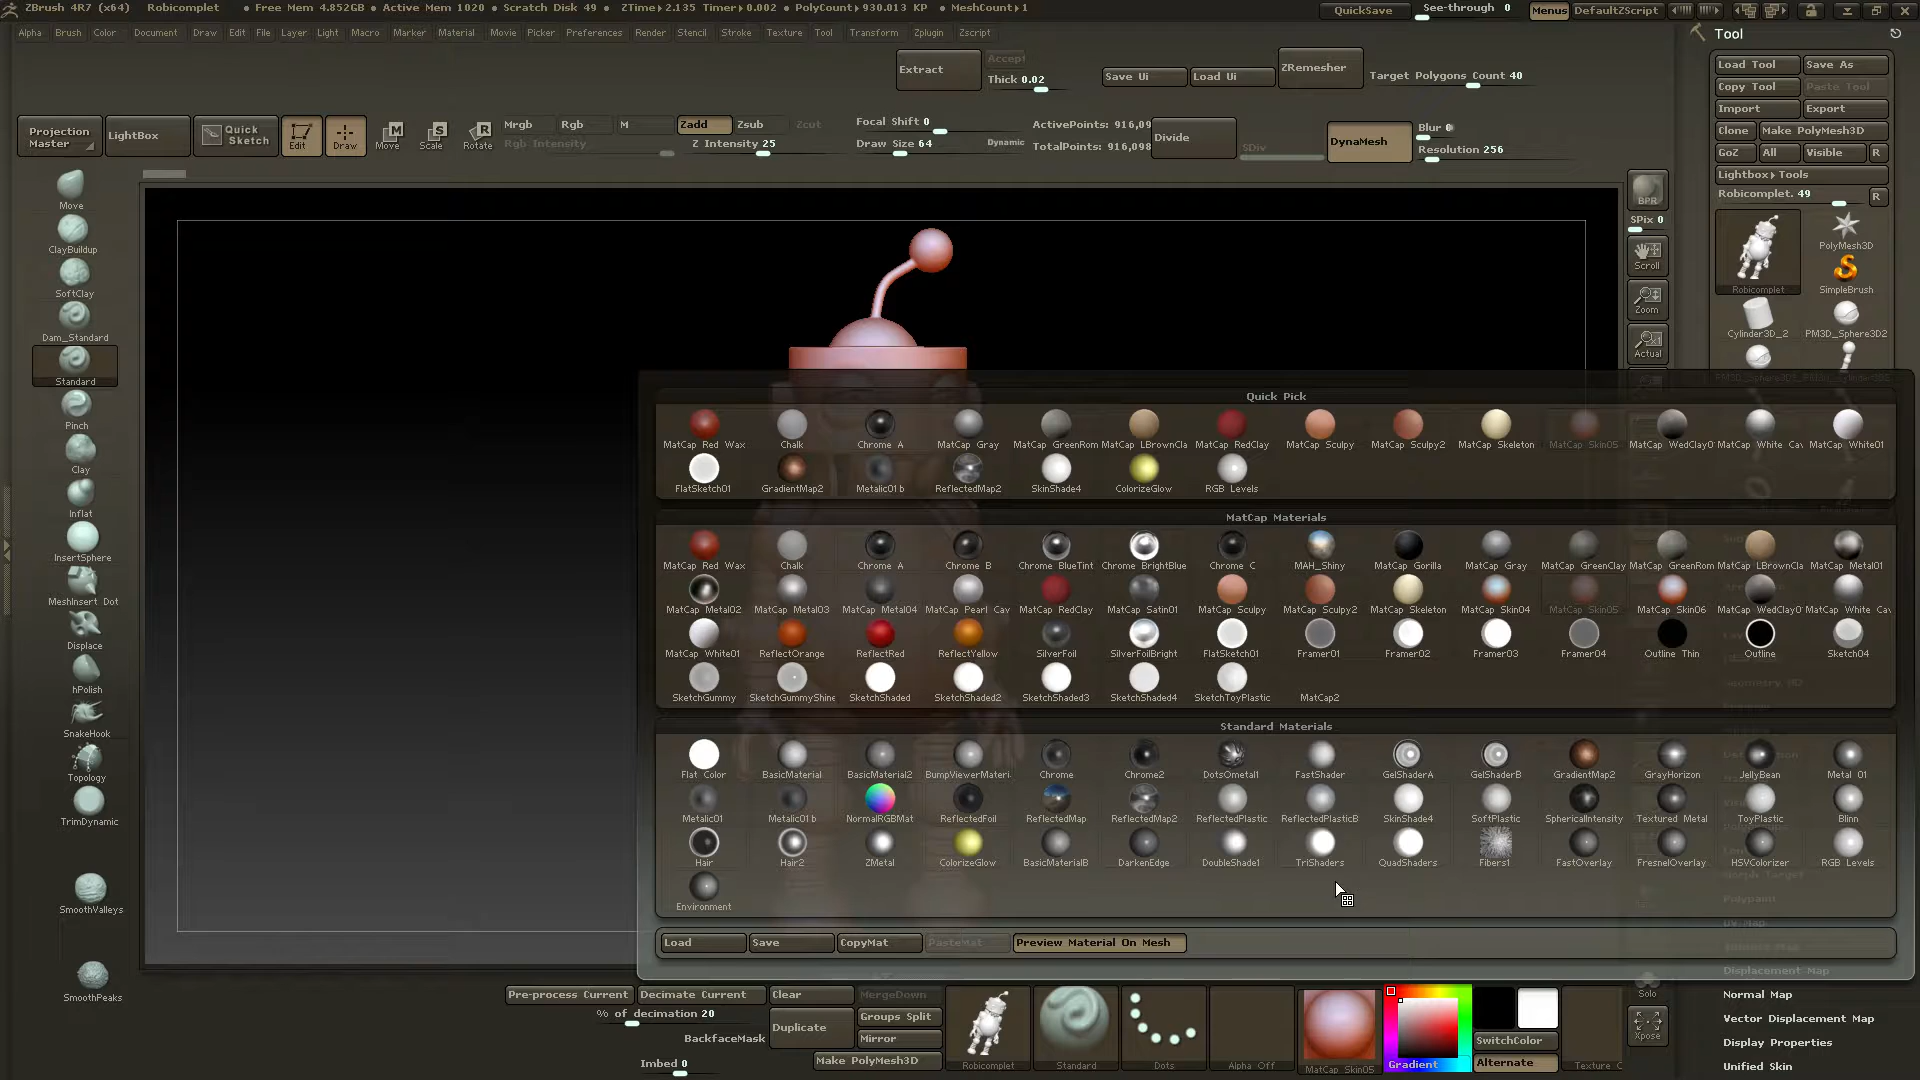 ZBrush 4R7 (x64) Robicomplet • Free Mem 4.852GB • Active Mem 1020 • Scratch Disk 49 • ZTime▸2.135 Timer▸0.002 • PolyCount▸930.013 KP • MeshCount▸1 QuickSave See-through 0 Menus DefaultZScript
Alpha Brush Color Document Draw Edit File Layer Light Macro Marker Material Movie Picker Preferences Render Stencil Stroke Texture Tool Transform Zplugin Zscript
Tool
Extract Accept
Thick 0.02
Save Ui Load Ui ZRemesher Target Polygons Count 40
Load Tool Save As
Copy Tool Paste Tool
Import Export
Clone Make PolyMesh3D
GoZ All Visible R
Lightbox▸Tools
Robicomplet. 49 R
Projection Master
LightBox
Quick Sketch
Edit Draw Move Scale Rotate
Mrgb Rgb M Zadd Zsub Zcut
Rgb Intensity Z Intensity 25
Focal Shift 0
Draw Size 64 Dynamic
ActivePoints: 916,09
TotalPoints: 916,098
Divide SDiv DynaMesh
Blur 0
Resolution 256
Move
ClayBuildup
SoftClay
Dam_Standard
Standard
Pinch
Clay
Inflat
InsertSphere
MeshInsert Dot
Displace
hPolish
SnakeHook
Topology
TrimDynamic
SmoothValleys
SmoothPeaks
BPR
SPix 0
Scroll
Zoom
Actual
PolyMesh3D
Robicomplet SimpleBrush
Cylinder3D_2 PM3D_Sphere3D2
Quick Pick
MatCap Red Wax Chalk Chrome A MatCap Gray MatCap GreenRom MatCap LBrownCla MatCap RedClay MatCap Sculpy MatCap Sculpy2 MatCap Skeleton MatCap Skin05 MatCap WedClay0 MatCap White Cav MatCap White01
FlatSketch01 GradientMap2 Metalic01 b ReflectedMap2 SkinShade4 ColorizeGlow RGB Levels
MatCap Materials
MatCap Red Wax Chalk Chrome A Chrome B Chrome BlueTint Chrome BrightBlue Chrome C MAH_Shiny MatCap Gorilla MatCap Gray MatCap GreenClay MatCap GreenRom MatCap LBrownCla MatCap Metal01
MatCap Metal02 MatCap Metal03 MatCap Metal04 MatCap Pearl Cav MatCap RedClay MatCap Satin01 MatCap Sculpy MatCap Sculpy2 MatCap Skeleton MatCap Skin04 MatCap Skin05 MatCap Skin06 MatCap WedClay0 MatCap White Cav
MatCap White01 ReflectOrange ReflectRed ReflectYellow SilverFoil SilverFoilBright FlatSketch01 Framer01 Framer02 Framer03 Framer04 Outline Thin Outline Sketch04
SketchGummy SketchGummyShine SketchShaded SketchShaded2 SketchShaded3 SketchShaded4 SketchToyPlastic MatCap2
Standard Materials
Flat Color BasicMaterial BasicMaterial2 BumpViewerMateri Chrome Chrome2 DotsOmetal1 FastShader GelShaderA GelShaderB GradientMap2 GrayHorizon JellyBean Metal 01
Metalic01 Metalic01 b NormalRGBMat ReflectedFoil ReflectedMap ReflectedMap2 ReflectedPlastic ReflectedPlasticB SkinShade4 SoftPlastic SphericalIntensity Textured Metal ToyPlastic Blinn
Hair Hair2 ZMetal ColorizeGlow BasicMaterialB DarkenEdge DoubleShade1 TriShaders QuadShaders Fibers1 FastOverlay FresnelOverlay HSVColorizer RGB Levels
Environment
Load Save CopyMat PasteMat Preview Material On Mesh
Morph Target
Polypaint
UV Map
Displacement Map
Normal Map
Vector Displacement Map
Display Properties
Unified Skin
Solo
Xpose
Pre-process Current Decimate Current Clear MergeDown
% of decimation 20 Duplicate Groups Split
BackfaceMask Mirror
Imbed 0 Make PolyMesh3D
Robicomplet Standard Dots Alpha Off MatCap Skin05 Gradient
SwitchColor
Alternate